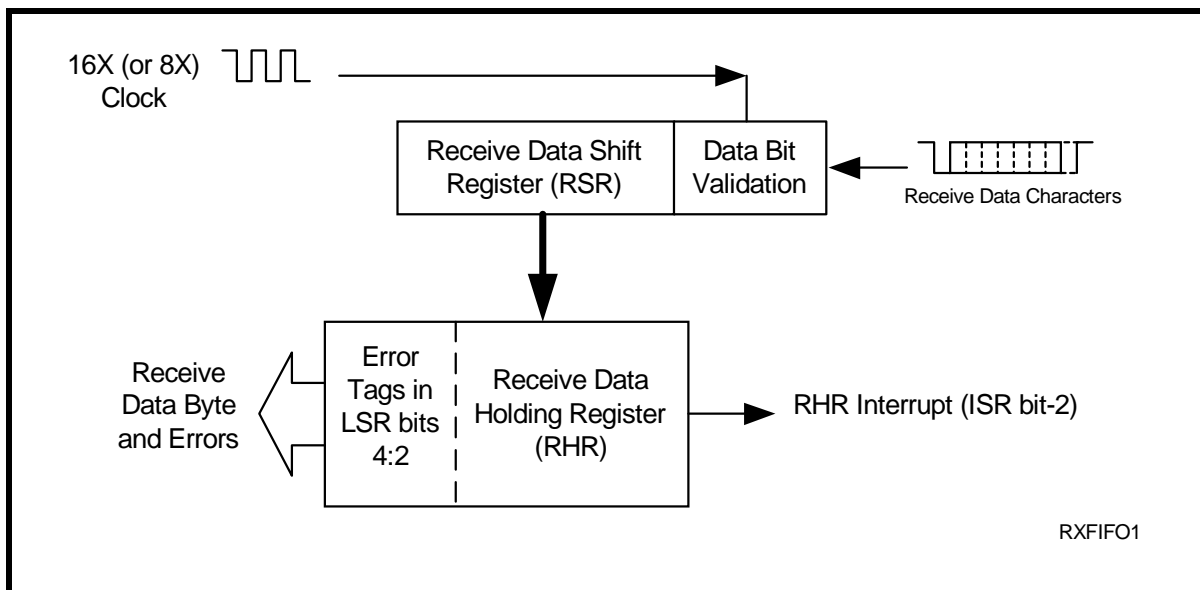 16X (or 8X)
Clock
Receive Data Shift
Register (RSR)
Data Bit
Validation
Receive Data Characters
Receive
Data Byte
and Errors
Error
Tags in
LSR bits
4:2
Receive Data
Holding Register
(RHR)
RHR Interrupt (ISR bit-2)
RXFIFO1